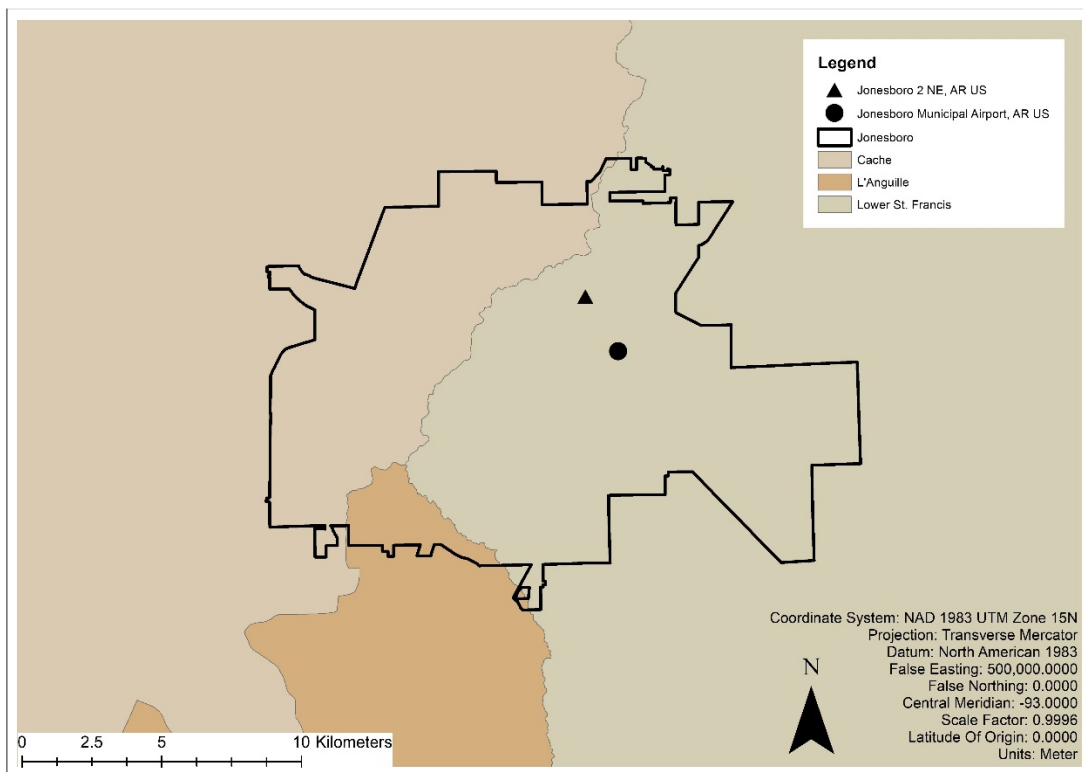 Legend
Jonesboro 2 NE, AR US
Jonesboro Municipal Airport, AR US
Jonesboro
Cache
L'Anguille
Lower St. Francis
Coordinate System: NAD 1983 UTM Zone 15N
Projection: Transverse Mercator
Datum: North American 1983
False Easting: 500,000.0000
False Northing: 0.0000
Central Meridian: -93.0000
Scale Factor: 0.9996
Latitude Of Origin: 0.0000
Units: Meter
N
0 2.5 5 10 Kilometers